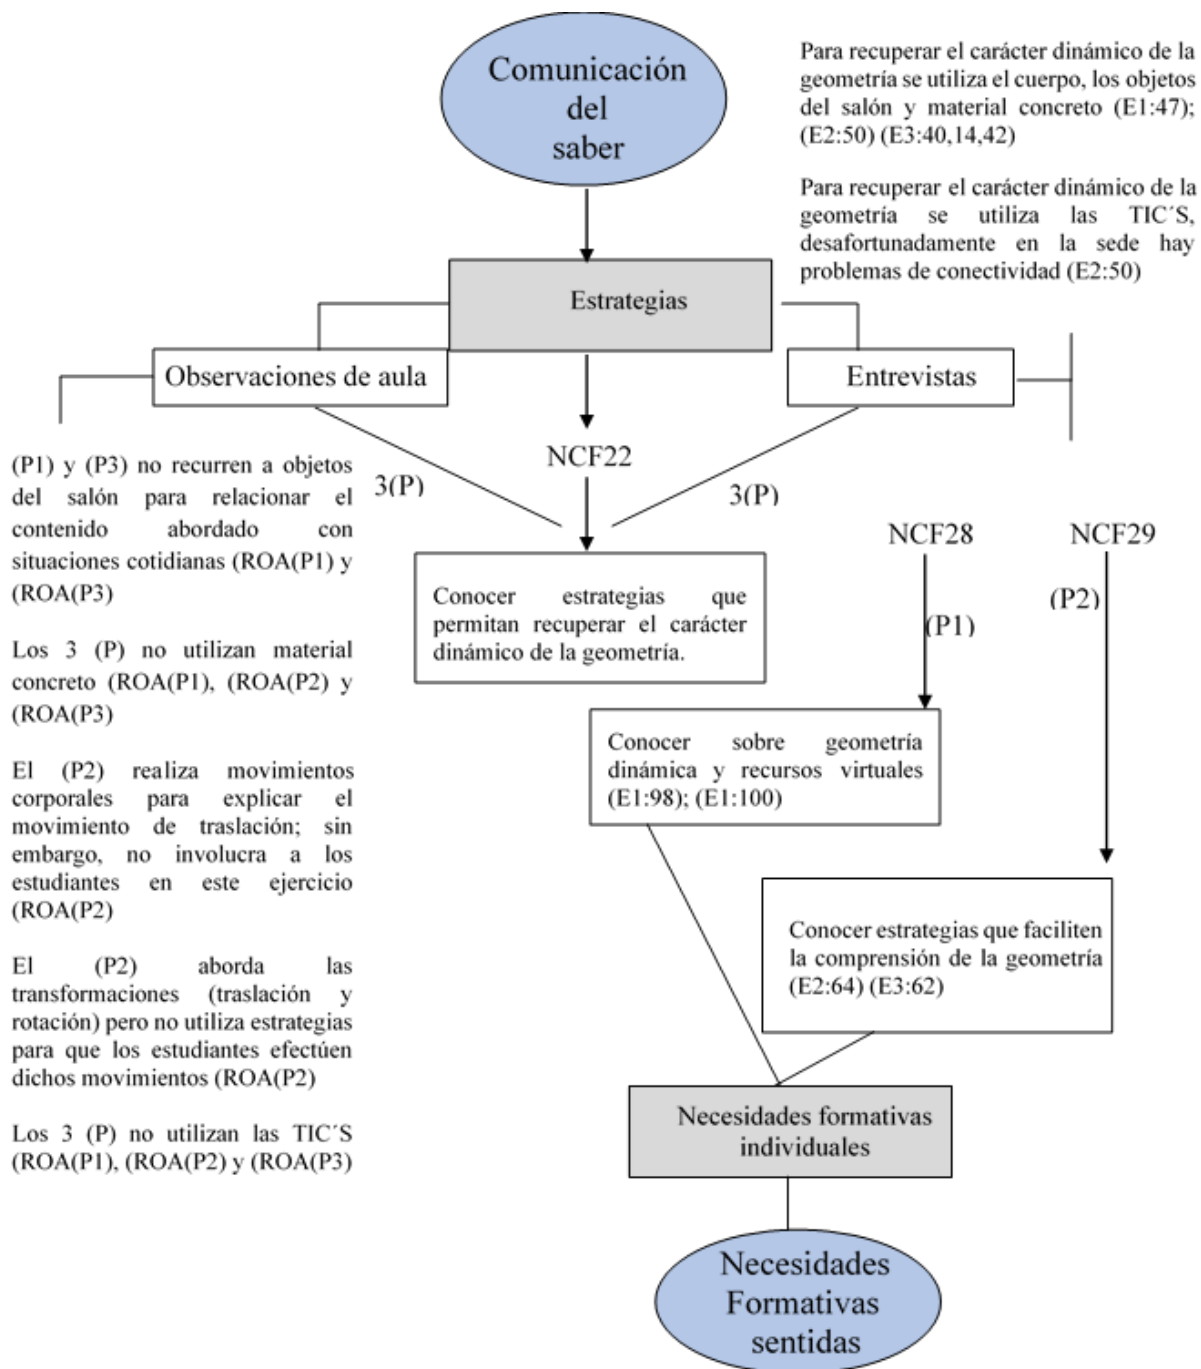 Comunicación
del
saber
Para recuperar el carácter dinámico de la
geometría se utiliza el cuerpo, los objetos
del salón y material concreto (E1:47);
(E2:50) (E3:40,14,42)
Para recuperar el carácter dinámico de la
geometría se utiliza las TIC´S,
desafortunadamente en la sede hay
problemas de conectividad (E2:50)
Estrategias
Observaciones de aula
Entrevistas
(P1) y (P3) no recurren a objetos
del salón para relacionar el
contenido abordado con
situaciones cotidianas (ROA(P1) y
(ROA(P3)
Los 3 (P) no utilizan material
concreto (ROA(P1), (ROA(P2) y
(ROA(P3)
El (P2) realiza movimientos
corporales para explicar el
movimiento de traslación; sin
embargo, no involucra a los
estudiantes en este ejercicio
(ROA(P2)
El (P2) aborda las
transformaciones (traslación y
rotación) pero no utiliza estrategias
para que los estudiantes efectúen
dichos movimientos (ROA(P2)
Los 3 (P) no utilizan las TIC´S
(ROA(P1), (ROA(P2) y (ROA(P3)
3(P)
NCF22
3(P)
Conocer estrategias que
permitan recuperar el carácter
dinámico de la geometría.
NCF28
NCF29
(P1)
(P2)
Conocer sobre geometría
dinámica y recursos virtuales
(E1:98); (E1:100)
Conocer estrategias que faciliten
la comprensión de la geometría
(E2:64) (E3:62)
Necesidades formativas
individuales
Necesidades
Formativas
sentidas